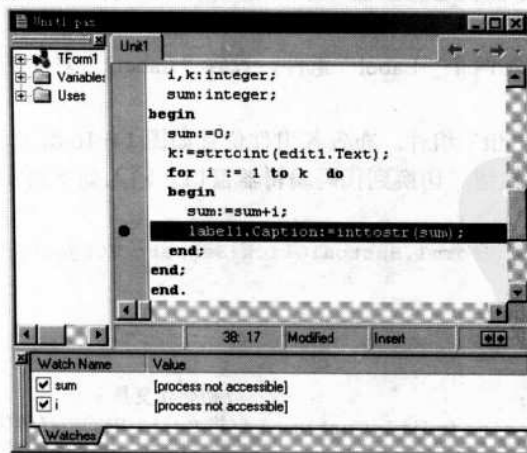 Unit1.pas
TForm1
Variables
Uses
Unit1
i,k:integer;
sum:integer;
begin
sum:=0;
k:=strtoint(edit1.Text);
for i := 1 to k do
begin
sum:=sum+i;
label1.Caption:=inttostr(sum);
end;
end;
end.
38: 17 Modified Insert
Watch Name Value
sum [process not accessible]
i [process not accessible]
Watches